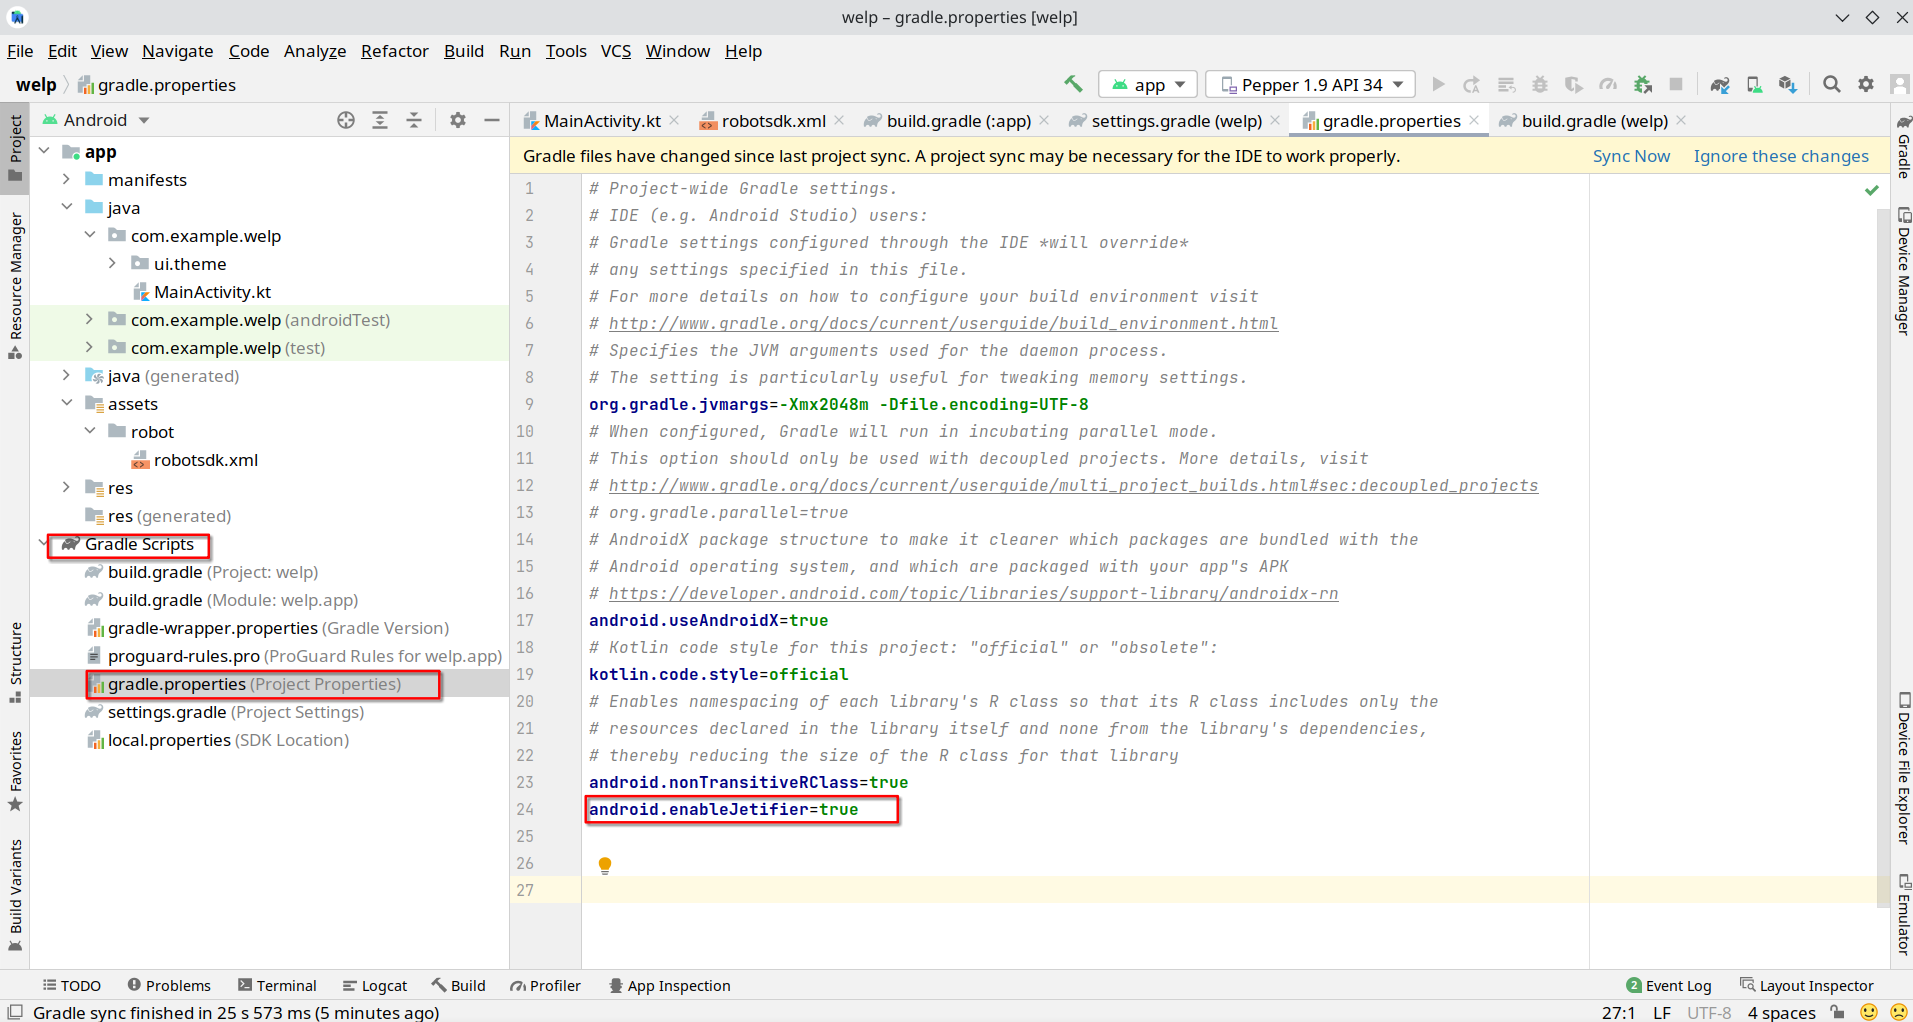 welp – gradle.properties [welp]
File Edit View Navigate Code Analyze Refactor Build Run Tools VCS Window Help
welp gradle.properties
app Pepper 1.9 API 34
Android
MainActivity.kt robotsdk.xml build.gradle (:app) settings.gradle (welp) gradle.properties build.gradle (welp)
Gradle files have changed since last project sync. A project sync may be necessary for the IDE to work properly. Sync Now Ignore these changes
Project
Resource Manager
Structure
Favorites
Build Variants
app
manifests
java
com.example.welp
ui.theme
MainActivity.kt
com.example.welp (androidTest)
com.example.welp (test)
java (generated)
assets
robot
robotsdk.xml
res
res (generated)
Gradle Scripts
build.gradle (Project: welp)
build.gradle (Module: welp.app)
gradle-wrapper.properties (Gradle Version)
proguard-rules.pro (ProGuard Rules for welp.app)
gradle.properties (Project Properties)
settings.gradle (Project Settings)
local.properties (SDK Location)
1 # Project-wide Gradle settings.
2 # IDE (e.g. Android Studio) users:
3 # Gradle settings configured through the IDE *will override*
4 # any settings specified in this file.
5 # For more details on how to configure your build environment visit
6 # http://www.gradle.org/docs/current/userguide/build_environment.html
7 # Specifies the JVM arguments used for the daemon process.
8 # The setting is particularly useful for tweaking memory settings.
9 org.gradle.jvmargs=-Xmx2048m -Dfile.encoding=UTF-8
10 # When configured, Gradle will run in incubating parallel mode.
11 # This option should only be used with decoupled projects. More details, visit
12 # http://www.gradle.org/docs/current/userguide/multi_project_builds.html#sec:decoupled_projects
13 # org.gradle.parallel=true
14 # AndroidX package structure to make it clearer which packages are bundled with the
15 # Android operating system, and which are packaged with your app"s APK
16 # https://developer.android.com/topic/libraries/support-library/androidx-rn
17 android.useAndroidX=true
18 # Kotlin code style for this project: "official" or "obsolete":
19 kotlin.code.style=official
20 # Enables namespacing of each library's R class so that its R class includes only the
21 # resources declared in the library itself and none from the library's dependencies,
22 # thereby reducing the size of the R class for that library
23 android.nonTransitiveRClass=true
24 android.enableJetifier=true
25
26
27
Gradle
Device Manager
Device File Explorer
Emulator
TODO Problems Terminal Logcat Build Profiler App Inspection 2 Event Log Layout Inspector
Gradle sync finished in 25 s 573 ms (5 minutes ago) 27:1 LF UTF-8 4 spaces